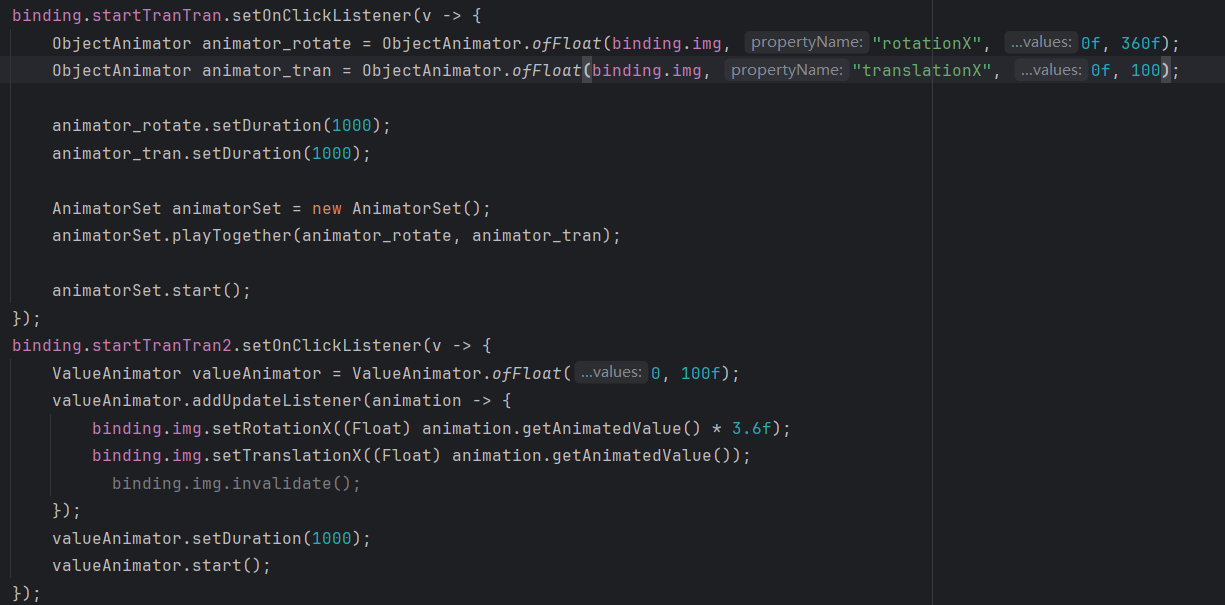 binding.startTranTran.setOnClickListener(v -> {
    ObjectAnimator animator_rotate = ObjectAnimator.ofFloat(binding.img, propertyName: "rotationX", ...values: 0f, 360f);
    ObjectAnimator animator_tran = ObjectAnimator.ofFloat(binding.img, propertyName: "translationX", ...values: 0f, 100);
    animator_rotate.setDuration(1000);
    animator_tran.setDuration(1000);
    AnimatorSet animatorSet = new AnimatorSet();
    animatorSet.playTogether(animator_rotate, animator_tran);
    animatorSet.start();
});
binding.startTranTran2.setOnClickListener(v -> {
    ValueAnimator valueAnimator = ValueAnimator.ofFloat( ...values: 0, 100f);
    valueAnimator.addUpdateListener(animation -> {
        binding.img.setRotationX((Float) animation.getAnimatedValue() * 3.6f);
        binding.img.setTranslationX((Float) animation.getAnimatedValue());
          binding.img.invalidate();
    });
    valueAnimator.setDuration(1000);
    valueAnimator.start();
});